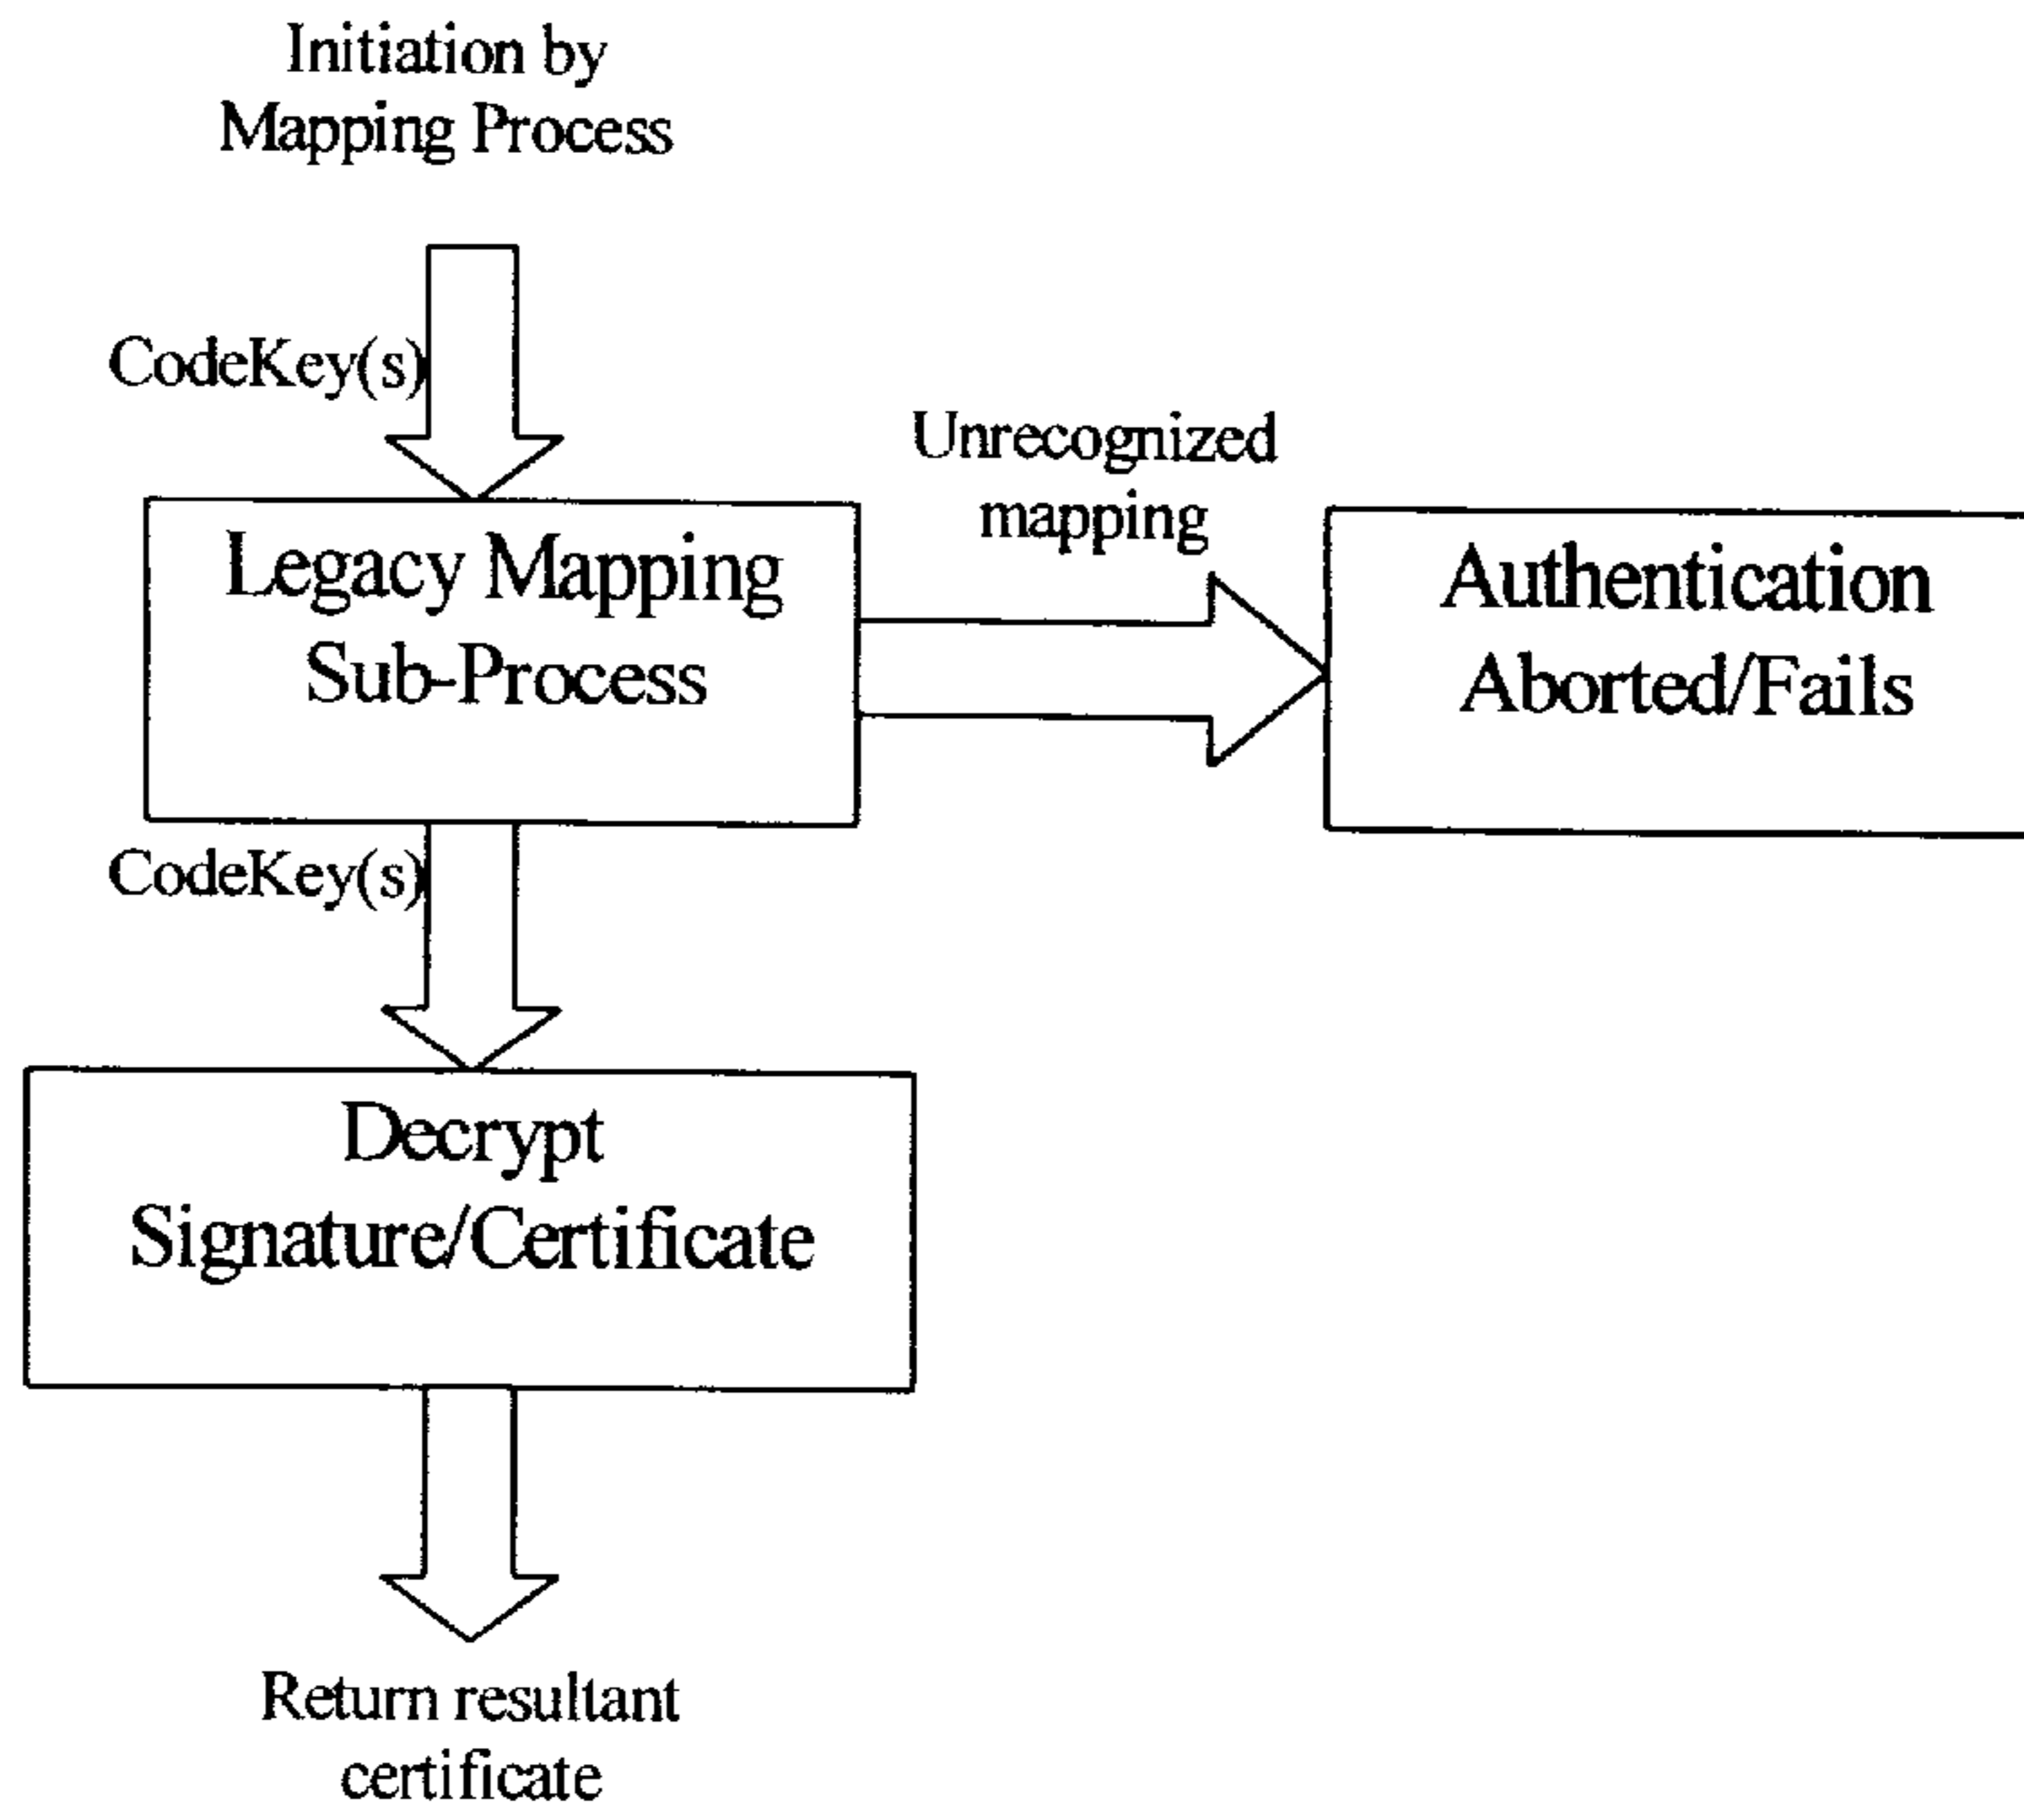 Initiation by
Mapping Process
CodeKey(s)
Unrecognized
mapping
Legacy Mapping
Sub-Process
Authentication
Aborted/Fails
CodeKey(s)
Decrypt
Signature/Certificate
Return resultant
certificate